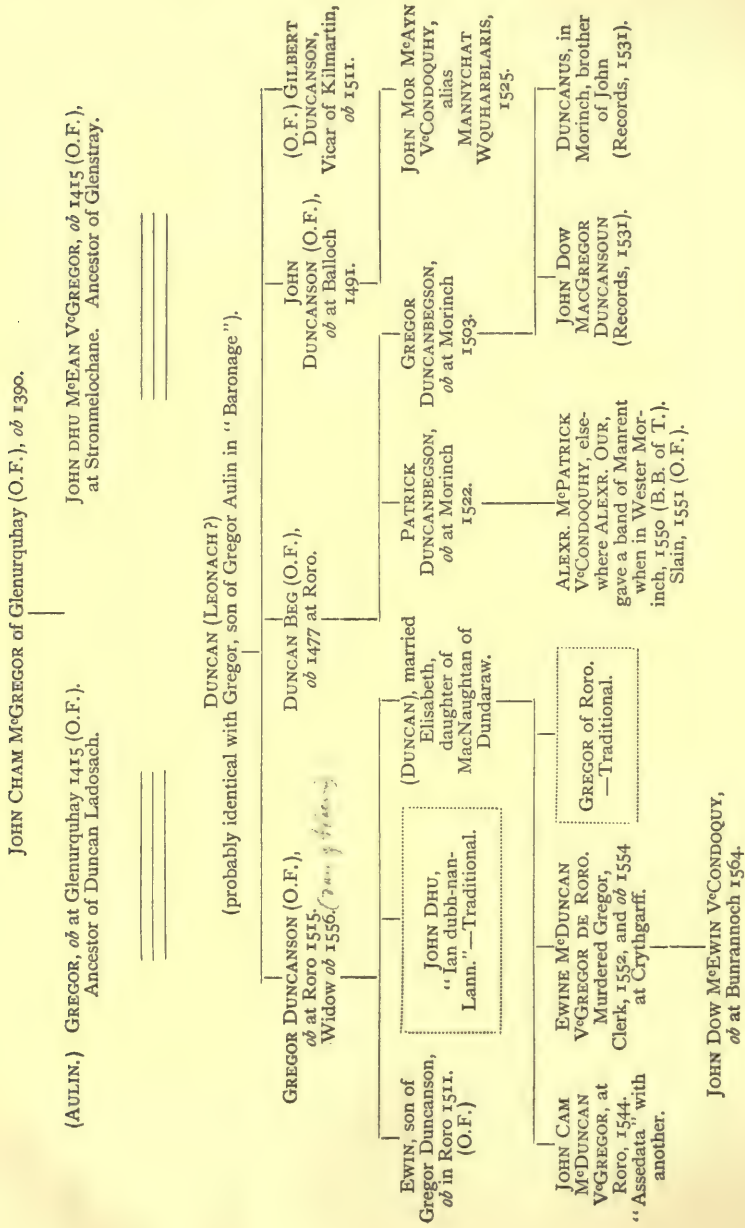 JOHN CHAM MᶜGREGOR of Glenurquhay (O.F.), ob 1390.
(AULIN.) GREGOR, ob at Glenurquhay 1415 (O.F.).
Ancestor of Duncan Ladosach.
JOHN DHU MᶜEAN VᶜGREGOR, ob 1415 (O.F.),
at Stronmelochane. Ancestor of Glenstray.
DUNCAN (LEONACH?)
(probably identical with Gregor, son of Gregor Aulin in "Baronage").
GREGOR DUNCANSON (O.F.),
ob at Roro 1515.
Widow ob 1556.
DUNCAN BEG (O.F.),
ob 1477 at Roro.
JOHN
DUNCANSON (O.F.),
ob at Balloch
1491.
(O.F.) GILBERT
DUNCANSON,
Vicar of Kilmartin,
ob 1511.
EWIN, son of
Gregor Duncanson,
ob in Roro 1511.
(O.F.)
JOHN DHU,
"Ian dubh-nan-
Lann."—Traditional.
(DUNCAN), married
Elisabeth,
daughter of
MacNaughtan of
Dundaraw.
PATRICK
DUNCANBEGSON,
ob at Morinch
1522.
GREGOR
DUNCANBEGSON,
ob at Morinch
1503.
JOHN MOR MᶜAYN
VᶜCONDOQUHY,
alias
MANNYCHAT
WQUHARBLARIS,
1525.
JOHN CAM
MᶜDUNCAN
VᶜGREGOR, at
Roro, 1544.
"Assedata" with
another.
EWINE MᶜDUNCAN
VᶜGREGOR DE RORO.
Murdered Gregor,
Clerk, 1552, and ob 1554
at Crythgarff.
GREGOR of Roro.
—Traditional.
ALEXR. MᶜPATRICK
VᶜCONDOQUHY, else-
where ALEXR. OUR,
gave a band of Manrent
when in Wester Mor-
inch, 1550 (B.B. of T.).
Slain, 1551 (O.F.).
JOHN DOW
MACGREGOR
DUNCANSOUN
(Records, 1531).
DUNCANUS, in
Morinch, brother
of John
(Records, 1531).
JOHN DOW MᶜEWIN VᶜCONDOQUY,
ob at Bunrannoch 1564.